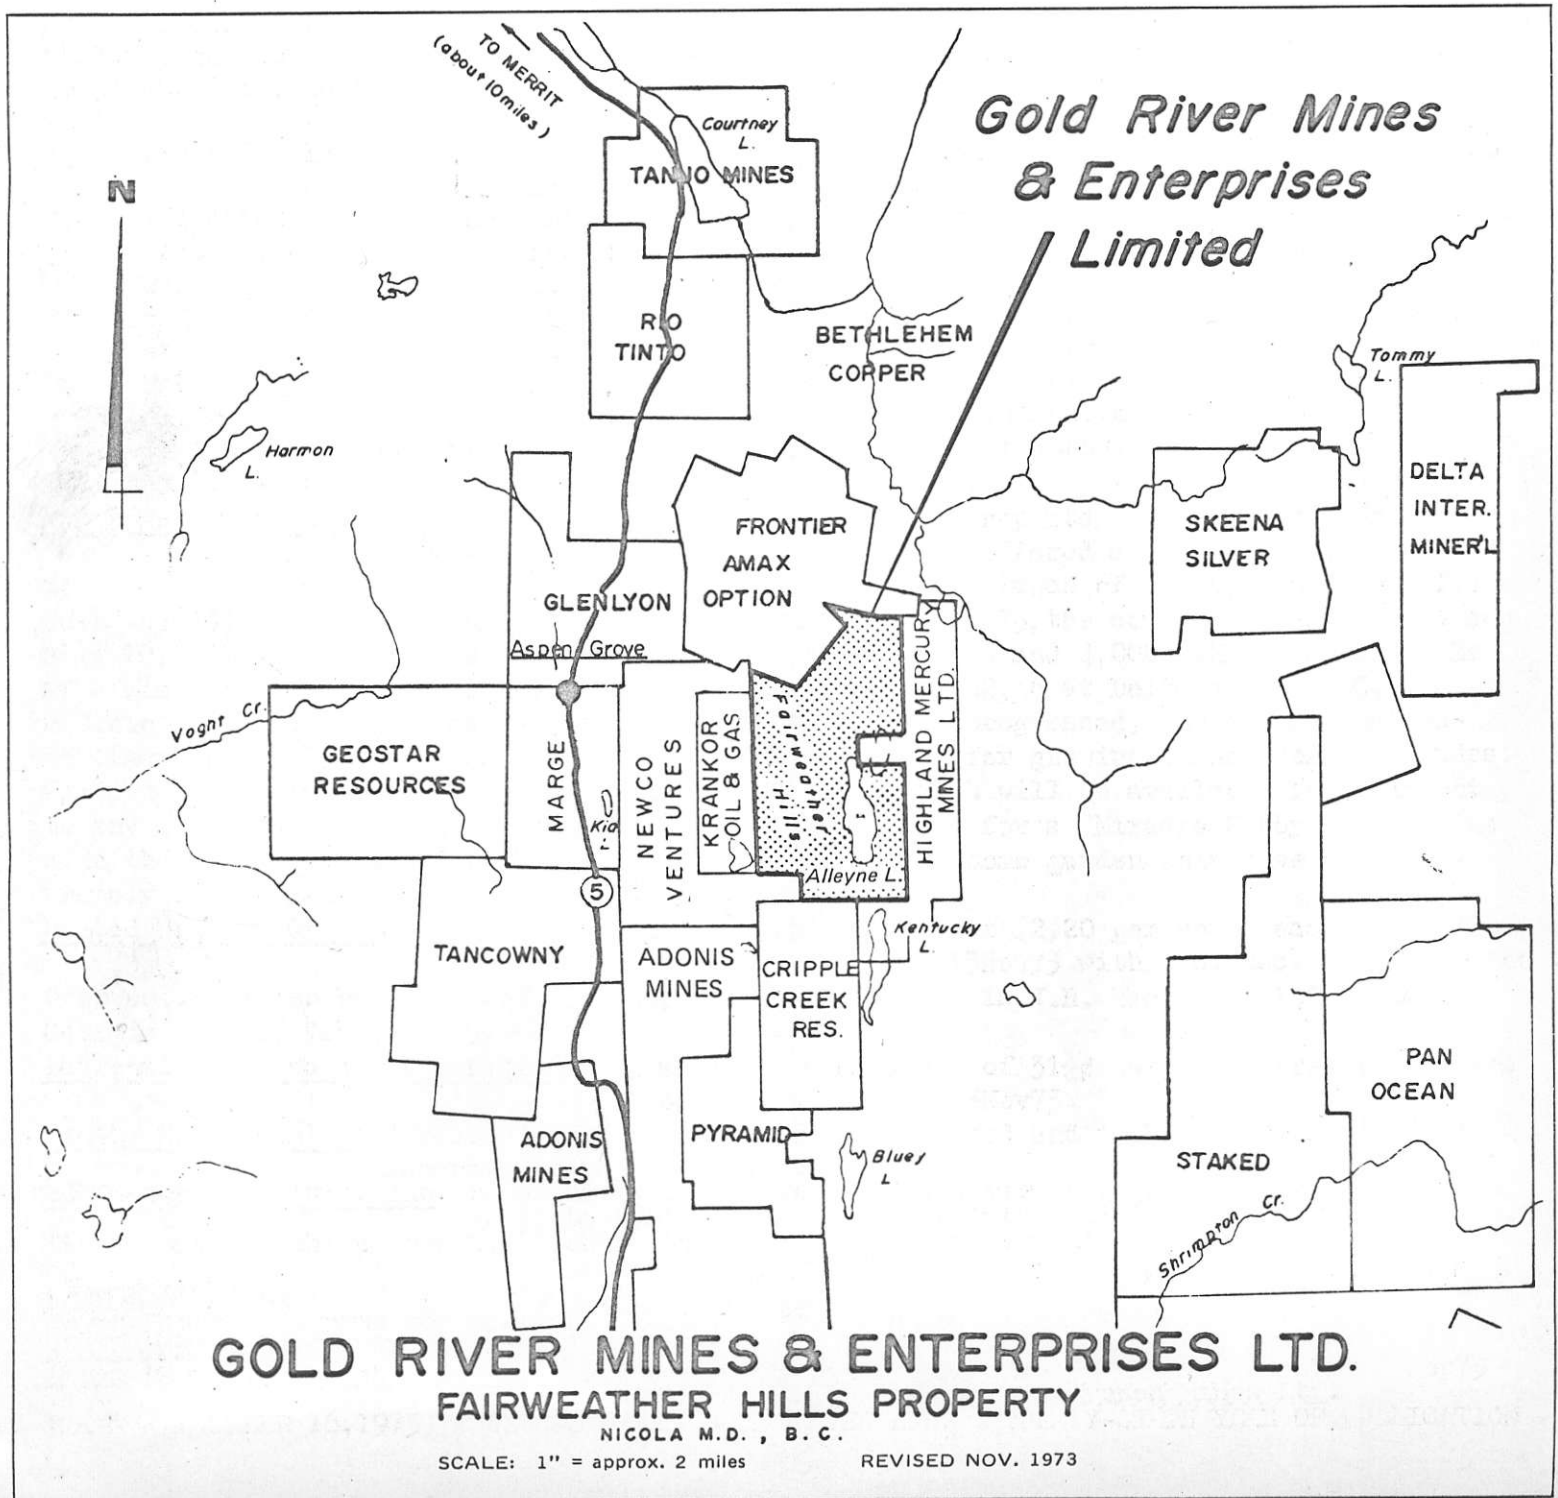 TO MERRIT
(about 10 miles)
Gold River Mines
& Enterprises
Limited
N
Courtney
L.
TANJO MINES
RIO
TINTO
BETHLEHEM
COPPER
Tommy
L.
Harmon
L.
DELTA
INTER.
MINER'L
SKEENA
SILVER
FRONTIER
AMAX
OPTION
GLENLYON
Aspen Grove
HIGHLAND MERCURY
MINES LTD.
Fairweather
Hills
Voght Cr.
GEOSTAR
RESOURCES
MARGE
NEWCO
VENTURES
KRANKOR
OIL & GAS
5
Alleyne L.
Kentucky
L.
TANCOWNY
ADONIS
MINES
CRIPPLE
CREEK
RES.
PAN
OCEAN
ADONIS
MINES
PYRAMID
Bluey
L
STAKED
Shrimpton Cr.
GOLD RIVER MINES & ENTERPRISES LTD.
FAIRWEATHER HILLS PROPERTY
NICOLA M.D., B.C.
SCALE: 1" = approx. 2 miles
REVISED NOV. 1973